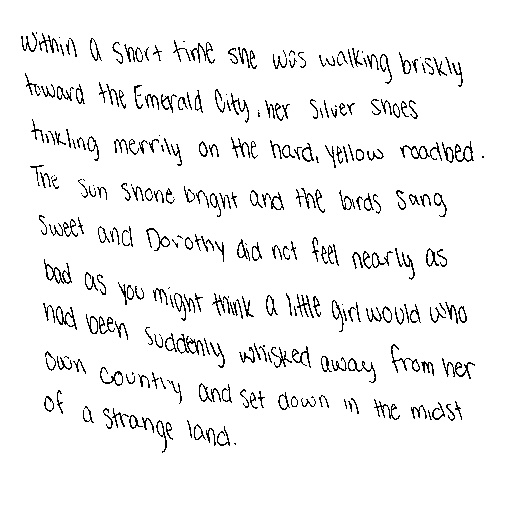 Within a short time she was walking briskly
toward the Emerald City, her silver shoes
tinkling merrily on the hard, yellow roadbed.
The sun shone bright and the birds sang
sweet and Dorothy did not feel nearly as
bad as you might think a little girl would who
had been suddenly whisked away from her
own country and set down in the midst
of a strange land.